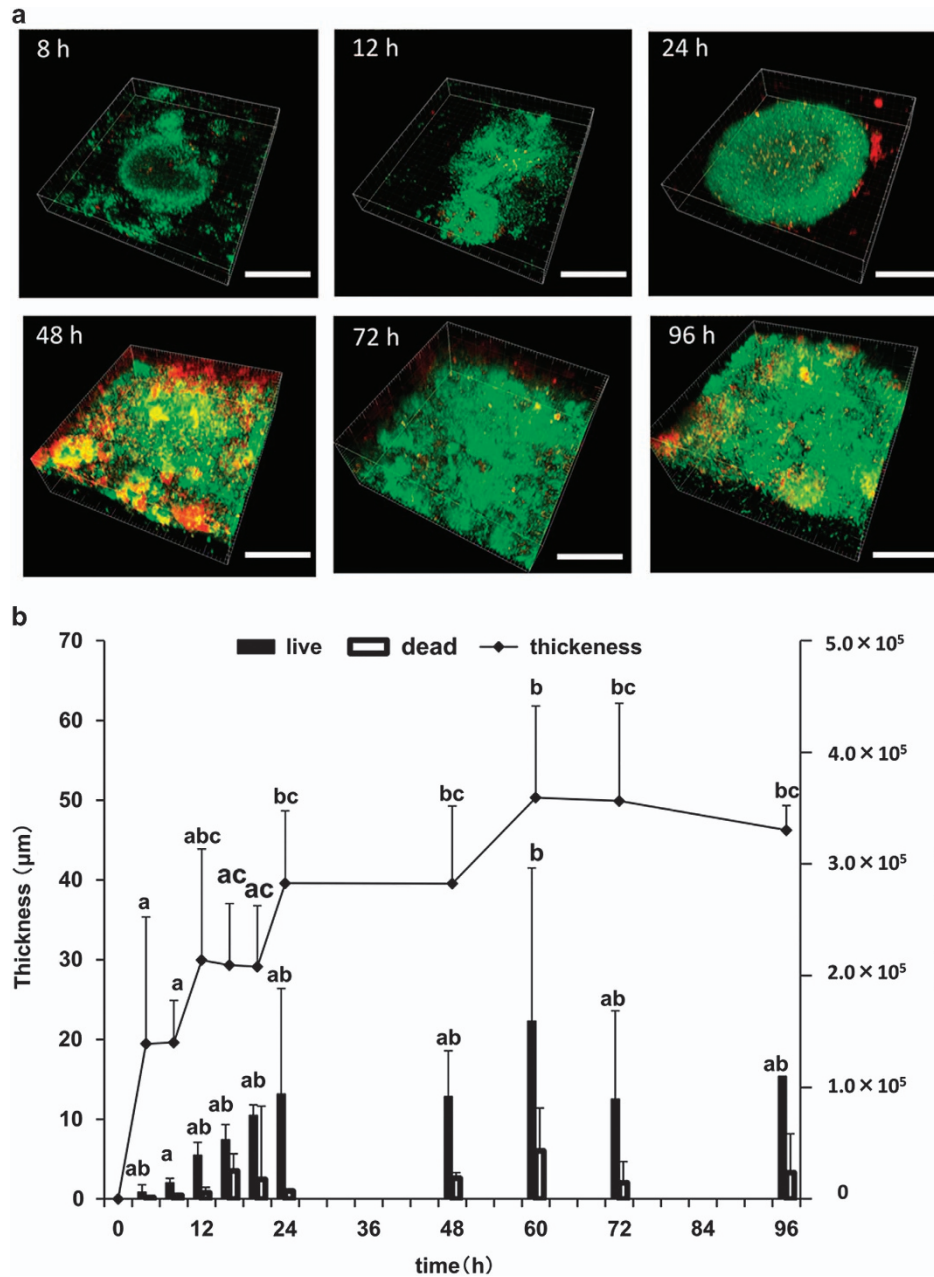 a
8 h
12 h
24 h
48 h
72 h
96 h
b
live
dead
thickeness
70
60
50
40
30
20
10
0
Thickness (μm)
5.0×10⁵
4.0×10⁵
3.0×10⁵
2.0×10⁵
1.0×10⁵
0
a
a
abc
ac
ac
bc
bc
b
bc
bc
ab
a
ab
ab
ab
ab
ab
b
ab
ab
0 12 24 36 48 60 72 84 96
time(h)